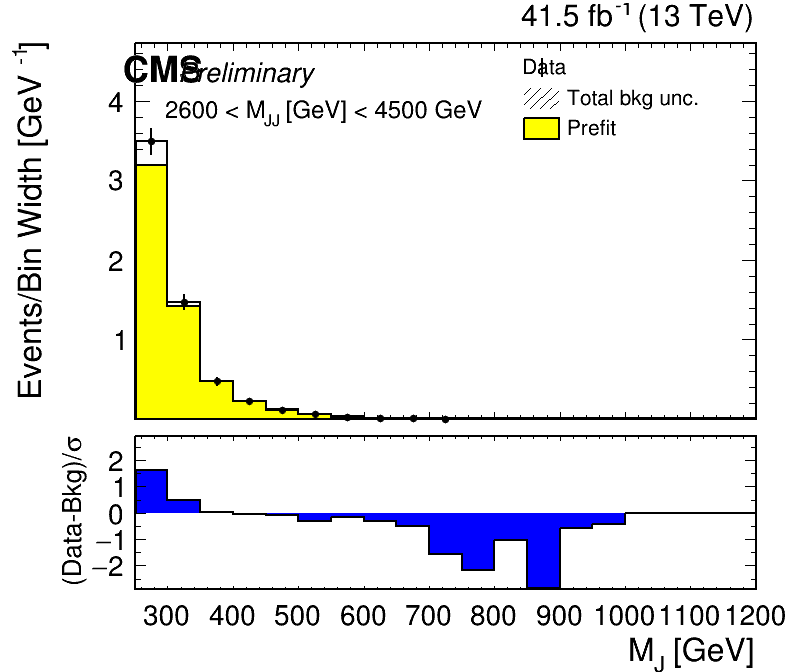 41.5 fb⁻¹ (13 TeV)
CMS Preliminary
2600 < M_JJ [GeV] < 4500 GeV
Data
Total bkg unc.
Prefit
Events/Bin Width [GeV⁻¹]
4
3
2
1
(Data-Bkg)/σ
2
1
0
−1
−2
300 400 500 600 700 800 900 1000 1100 1200
M_J [GeV]